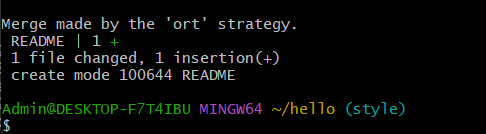 Merge made by the 'ort' strategy.
README | 1 +
1 file changed, 1 insertion(+)
create mode 100644 README
Admin@DESKTOP-F7T4IBU MINGW64 ~/hello (style)
$